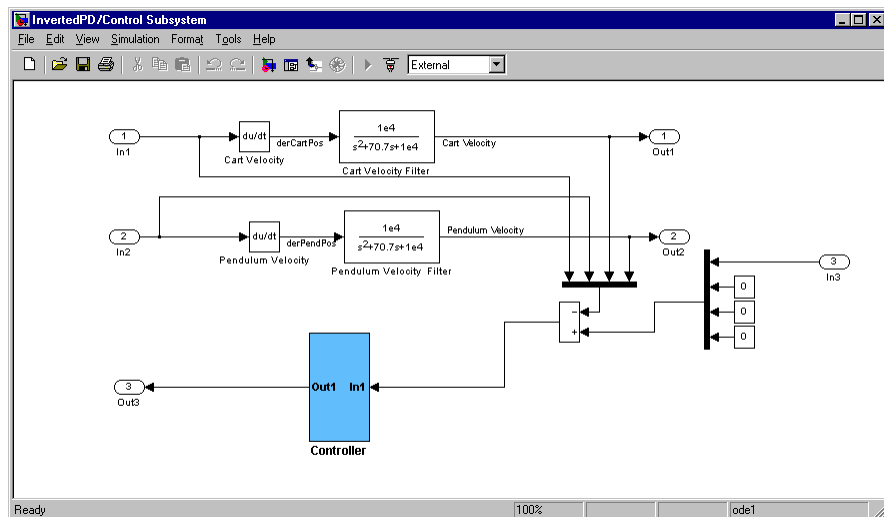 InvertedPD/Control Subsystem
File Edit View Simulation Format Tools Help
External
1
In1
du/dt
Cart Velocity
derCartPos
1e4
s2+70.7s+1e4
Cart Velocity Filter
Cart Velocity
1
Out1
2
In2
du/dt
Pendulum Velocity
derPendPos
1e4
s2+70.7s+1e4
Pendulum Velocity Filter
Pendulum Velocity
2
Out2
3
In3
0
0
0
−
+
3
Out3
Out1 In1
Controller
Ready 100% ode1